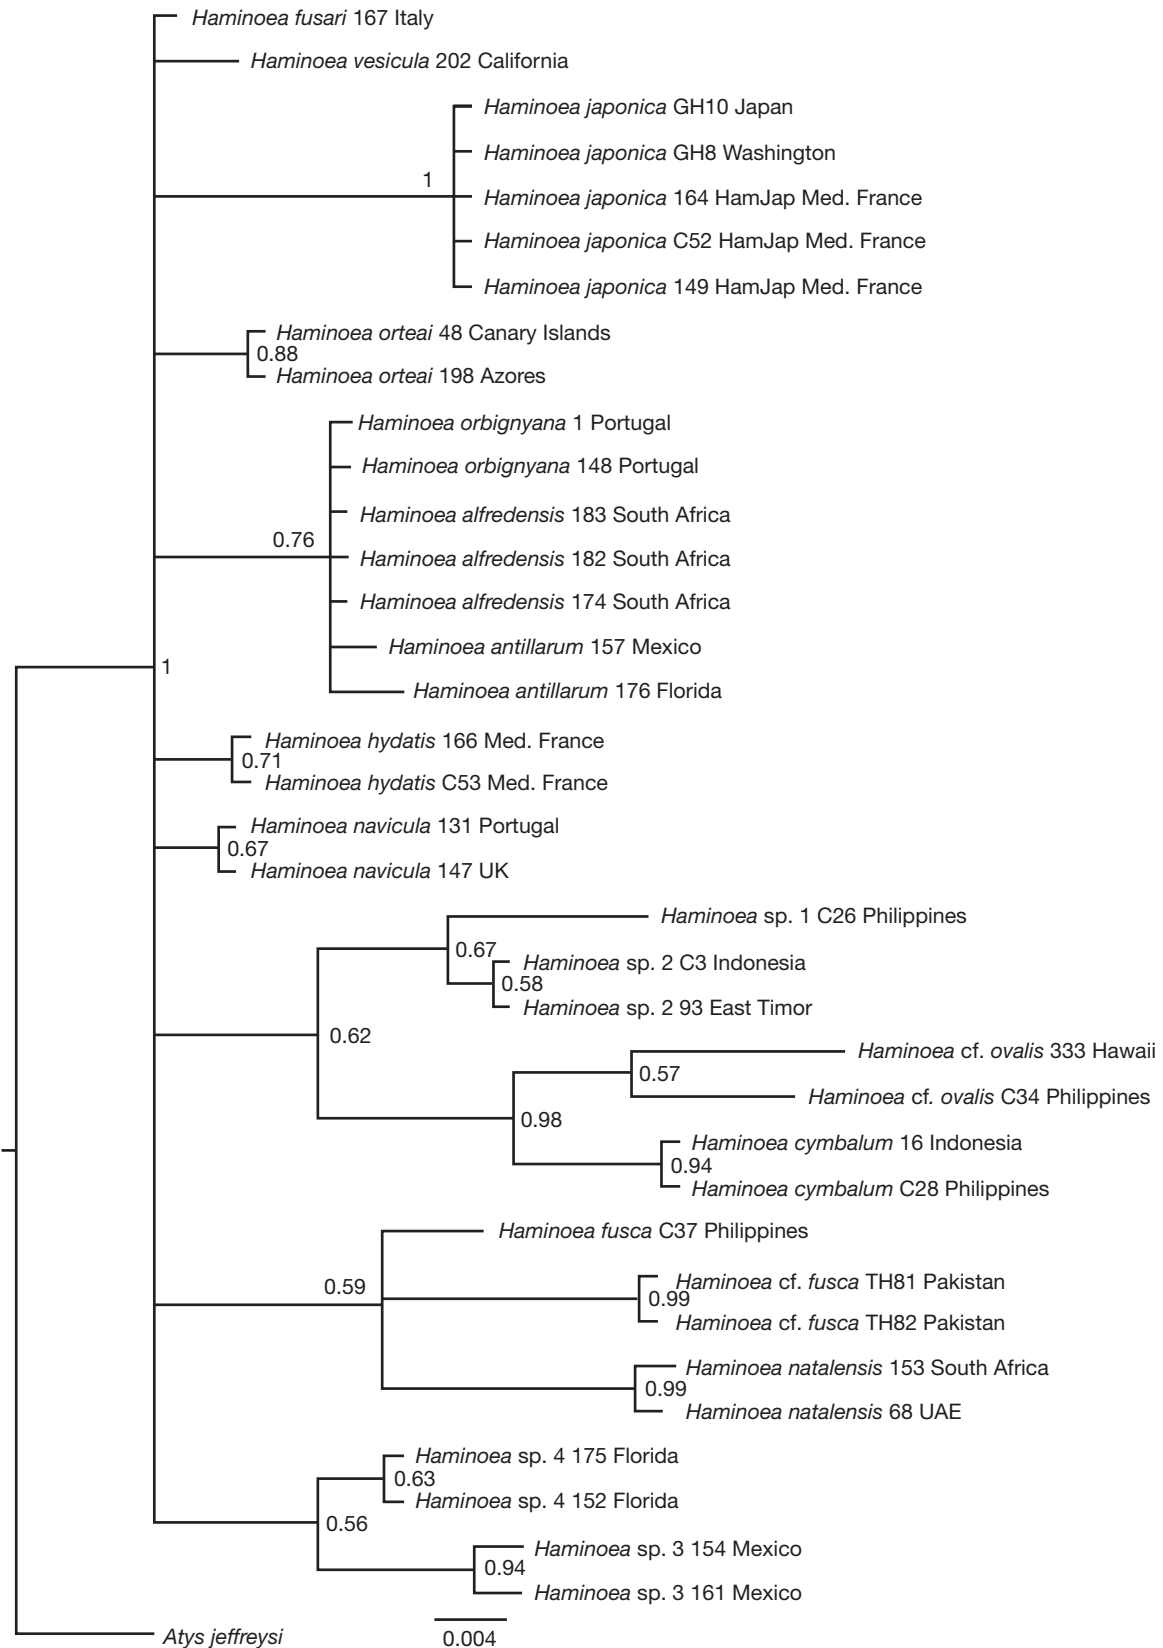 Haminoea fusari 167 Italy
Haminoea vesicula 202 California
Haminoea japonica GH10 Japan
Haminoea japonica GH8 Washington
1
Haminoea japonica 164 HamJap Med. France
Haminoea japonica C52 HamJap Med. France
Haminoea japonica 149 HamJap Med. France
Haminoea orteai 48 Canary Islands
0.88
Haminoea orteai 198 Azores
Haminoea orbignyana 1 Portugal
Haminoea orbignyana 148 Portugal
Haminoea alfredensis 183 South Africa
0.76
Haminoea alfredensis 182 South Africa
Haminoea alfredensis 174 South Africa
Haminoea antillarum 157 Mexico
1
Haminoea antillarum 176 Florida
Haminoea hydatis 166 Med. France
0.71
Haminoea hydatis C53 Med. France
Haminoea navicula 131 Portugal
0.67
Haminoea navicula 147 UK
Haminoea sp. 1 C26 Philippines
0.67
Haminoea sp. 2 C3 Indonesia
0.58
Haminoea sp. 2 93 East Timor
0.62
Haminoea cf. ovalis 333 Hawaii
0.57
Haminoea cf. ovalis C34 Philippines
0.98
Haminoea cymbalum 16 Indonesia
0.94
Haminoea cymbalum C28 Philippines
Haminoea fusca C37 Philippines
0.59
Haminoea cf. fusca TH81 Pakistan
0.99
Haminoea cf. fusca TH82 Pakistan
Haminoea natalensis 153 South Africa
0.99
Haminoea natalensis 68 UAE
Haminoea sp. 4 175 Florida
0.63
Haminoea sp. 4 152 Florida
0.56
Haminoea sp. 3 154 Mexico
0.94
Haminoea sp. 3 161 Mexico
Atys jeffreysi
0.004